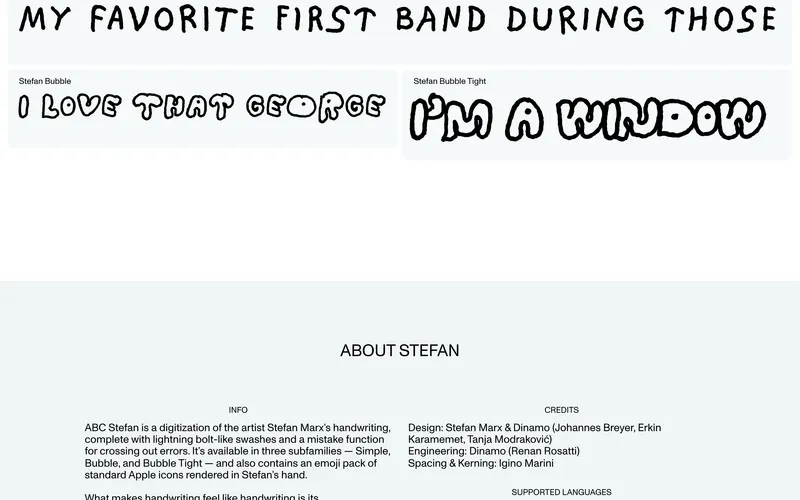 MY FAVORITE FIRST BAND DURING THOSE
Stefan Bubble
I LOVE THAT GEORGE
Stefan Bubble Tight
I'M A WINDOW
ABOUT STEFAN
INFO
ABC Stefan is a digitization of the artist Stefan Marx's handwriting,
complete with lightning bolt-like swashes and a mistake function
for crossing out errors. It's available in three subfamilies — Simple,
Bubble, and Bubble Tight — and also contains an emoji pack of
standard Apple icons rendered in Stefan's hand.
What makes handwriting feel like handwriting is its
CREDITS
Design: Stefan Marx & Dinamo (Johannes Breyer, Erkin
Karamemet, Tanja Modraković)
Engineering: Dinamo (Renan Rosatti)
Spacing & Kerning: Igino Marini
SUPPORTED LANGUAGES